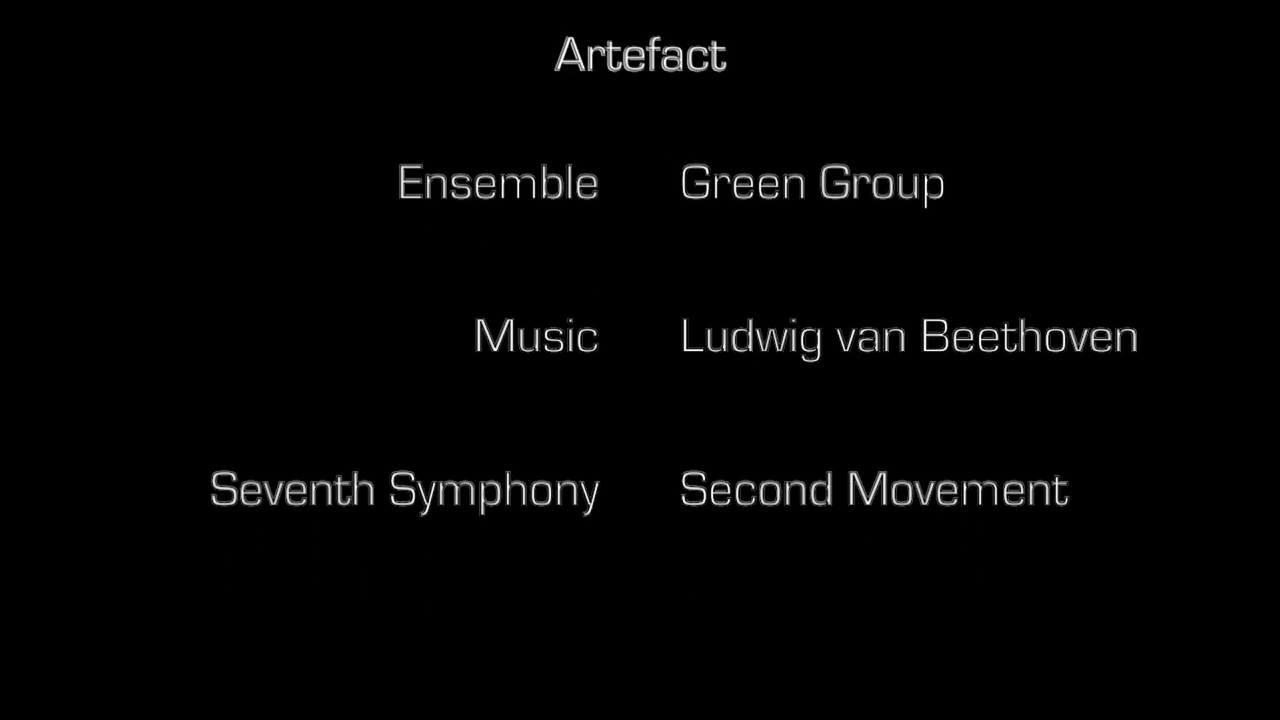 Artefact
Ensemble Green Group
Music Ludwig van Beethoven
Seventh Symphony Second Movement